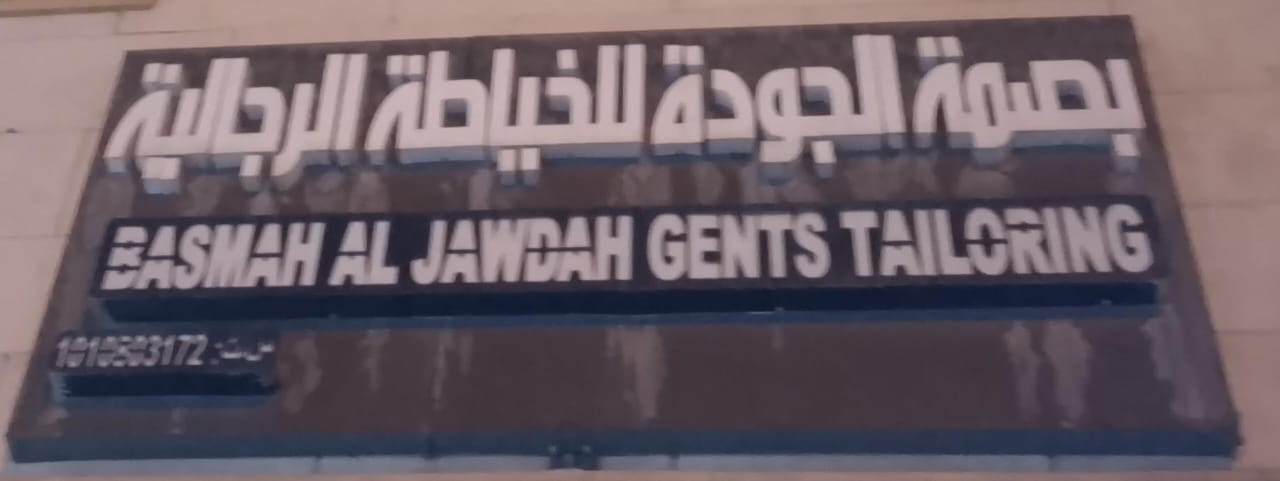 بصمة الجودة للخياطة الرجالية
BASMAH AL JAWDAH GENTS TAILORING
س.ت: 1010503172